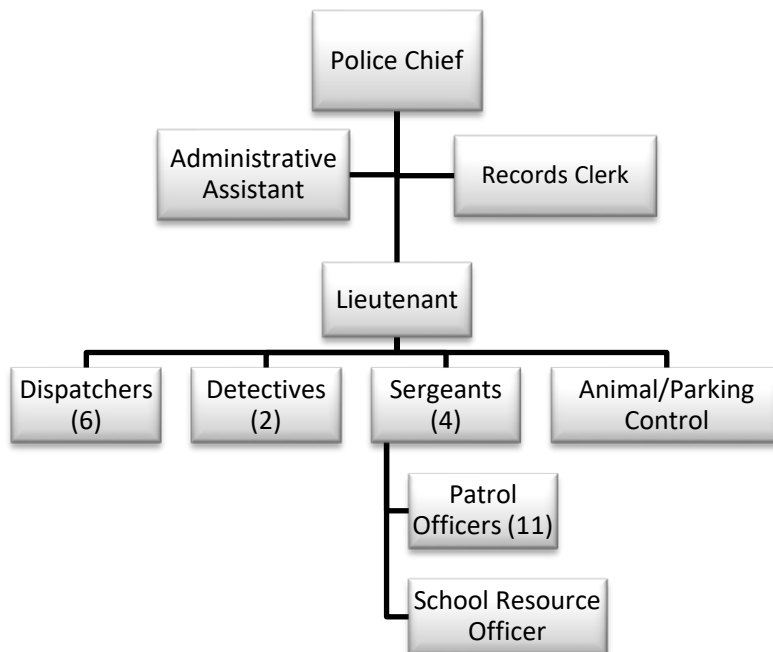 Police Chief
Administrative
Assistant
Records Clerk
Lieutenant
Dispatchers
(6)
Detectives
(2)
Sergeants
(4)
Animal/Parking
Control
Patrol
Officers (11)
School Resource
Officer